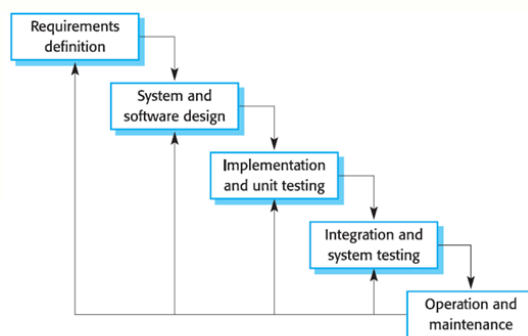 Requirements
definition
System and
software design
Implementation
and unit testing
Integration and
system testing
Operation and
maintenance